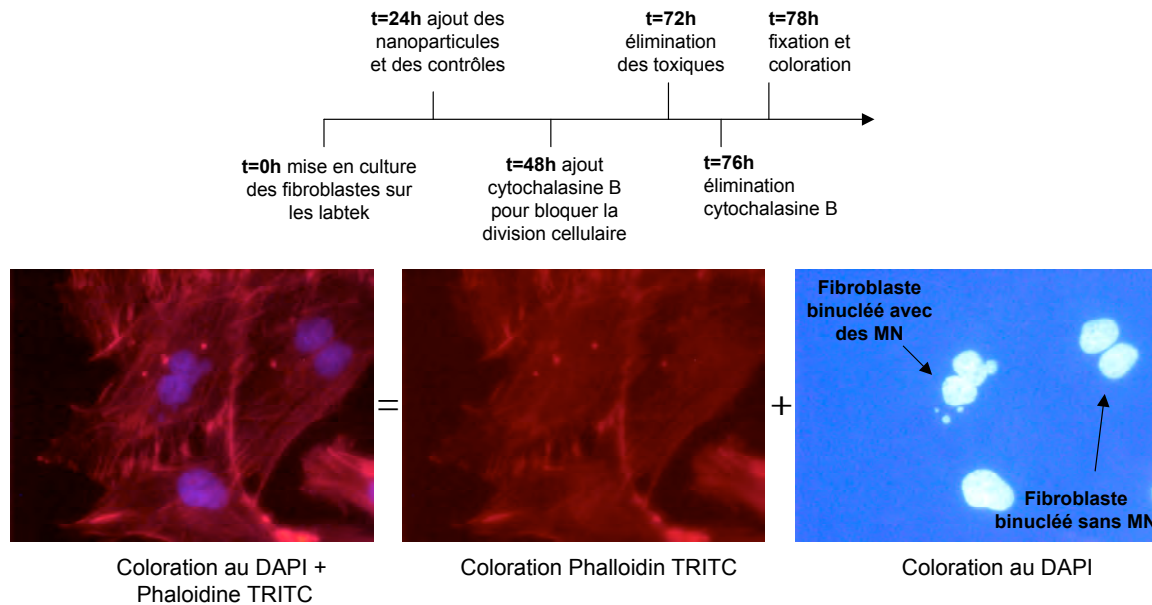 t=24h ajout des
nanoparticules
et des contrôles
t=72h
élimination
des toxiques
t=78h
fixation et
coloration
t=0h mise en culture
des fibroblastes sur
les labtek
t=48h ajout
cytochalasine B
pour bloquer la
division cellulaire
t=76h
élimination
cytochalasine B
=
+
Fibroblaste
binucléé avec
des MN
Fibroblaste
binucléé sans MN
Coloration au DAPI +
Phaloidine TRITC
Coloration Phalloidin TRITC
Coloration au DAPI